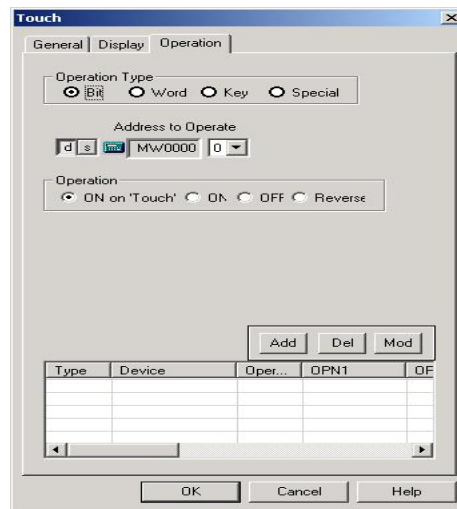 Touch
General Display Operation
Operation Type
Bit Word Key Special
Address to Operate
d s MW0000 0
Operation
ON on 'Touch' ON OFF Reverse
Add Del Mod
Type Device Oper... OPN1 OF
OK Cancel Help